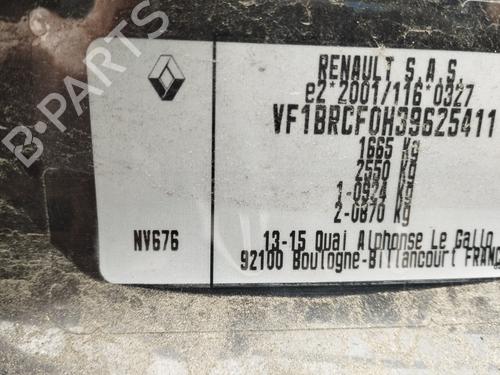 RENAULT S.A.S.
e2*2001/116*0327
VF1BRCF0H39625411
1665 Kg
2550 Kg
1-0924 Kg
2-0870 Kg
NV676
13-15 Quai Alphonse Le Gallo
92100 Boulogne-Billancourt FRANC